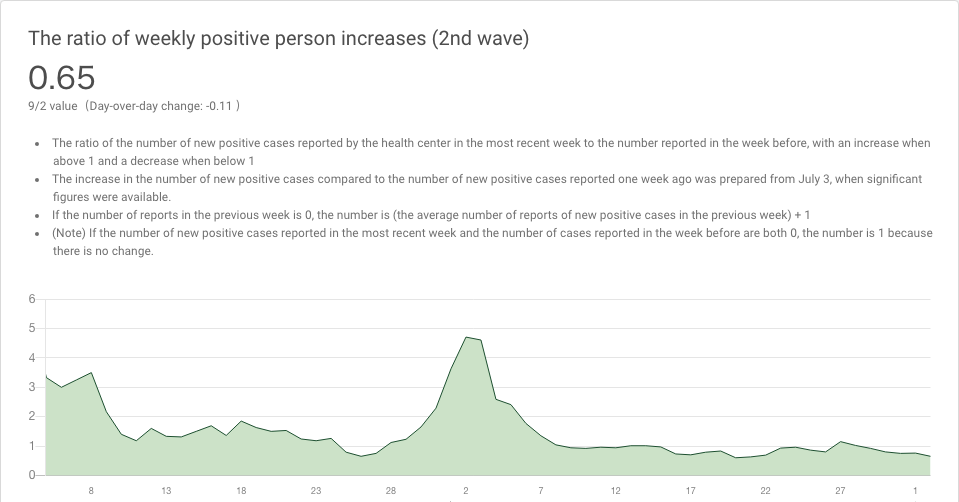 The ratio of weekly positive person increases (2nd wave)
0.65
9/2 value （Day-over-day change: -0.11 ）
• The ratio of the number of new positive cases reported by the health center in the most recent week to the number reported in the week before, with an increase when
above 1 and a decrease when below 1
• The increase in the number of new positive cases compared to the number of new positive cases reported one week ago was prepared from July 3, when significant
figures were available.
• If the number of reports in the previous week is 0, the number is (the average number of reports of new positive cases in the previous week) + 1
• (Note) If the number of new positive cases reported in the most recent week and the number of cases reported in the week before are both 0, the number is 1 because
there is no change.
6
5
4
3
2
1
0
8 13 18 23 28 2 7 12 17 22 27 1